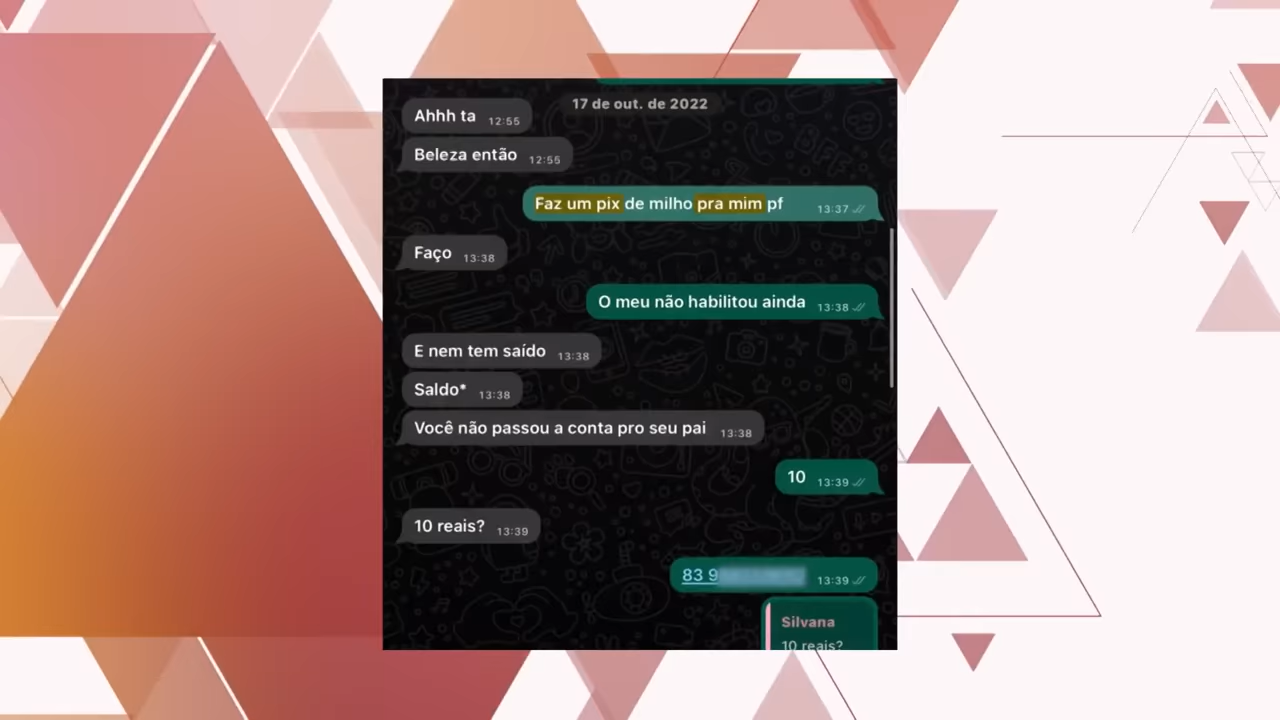 17 de out. de 2022
Ahhh ta 12:55
Beleza então 12:55
Faz um pix de milho pra mim pf 13:37
Faço 13:38
O meu não habilitou ainda 13:38
E nem tem saído 13:38
Saldo* 13:38
Você não passou a conta pro seu pai 13:38
10 13:39
10 reais? 13:39
83 9 13:39
Silvana
10 reais?